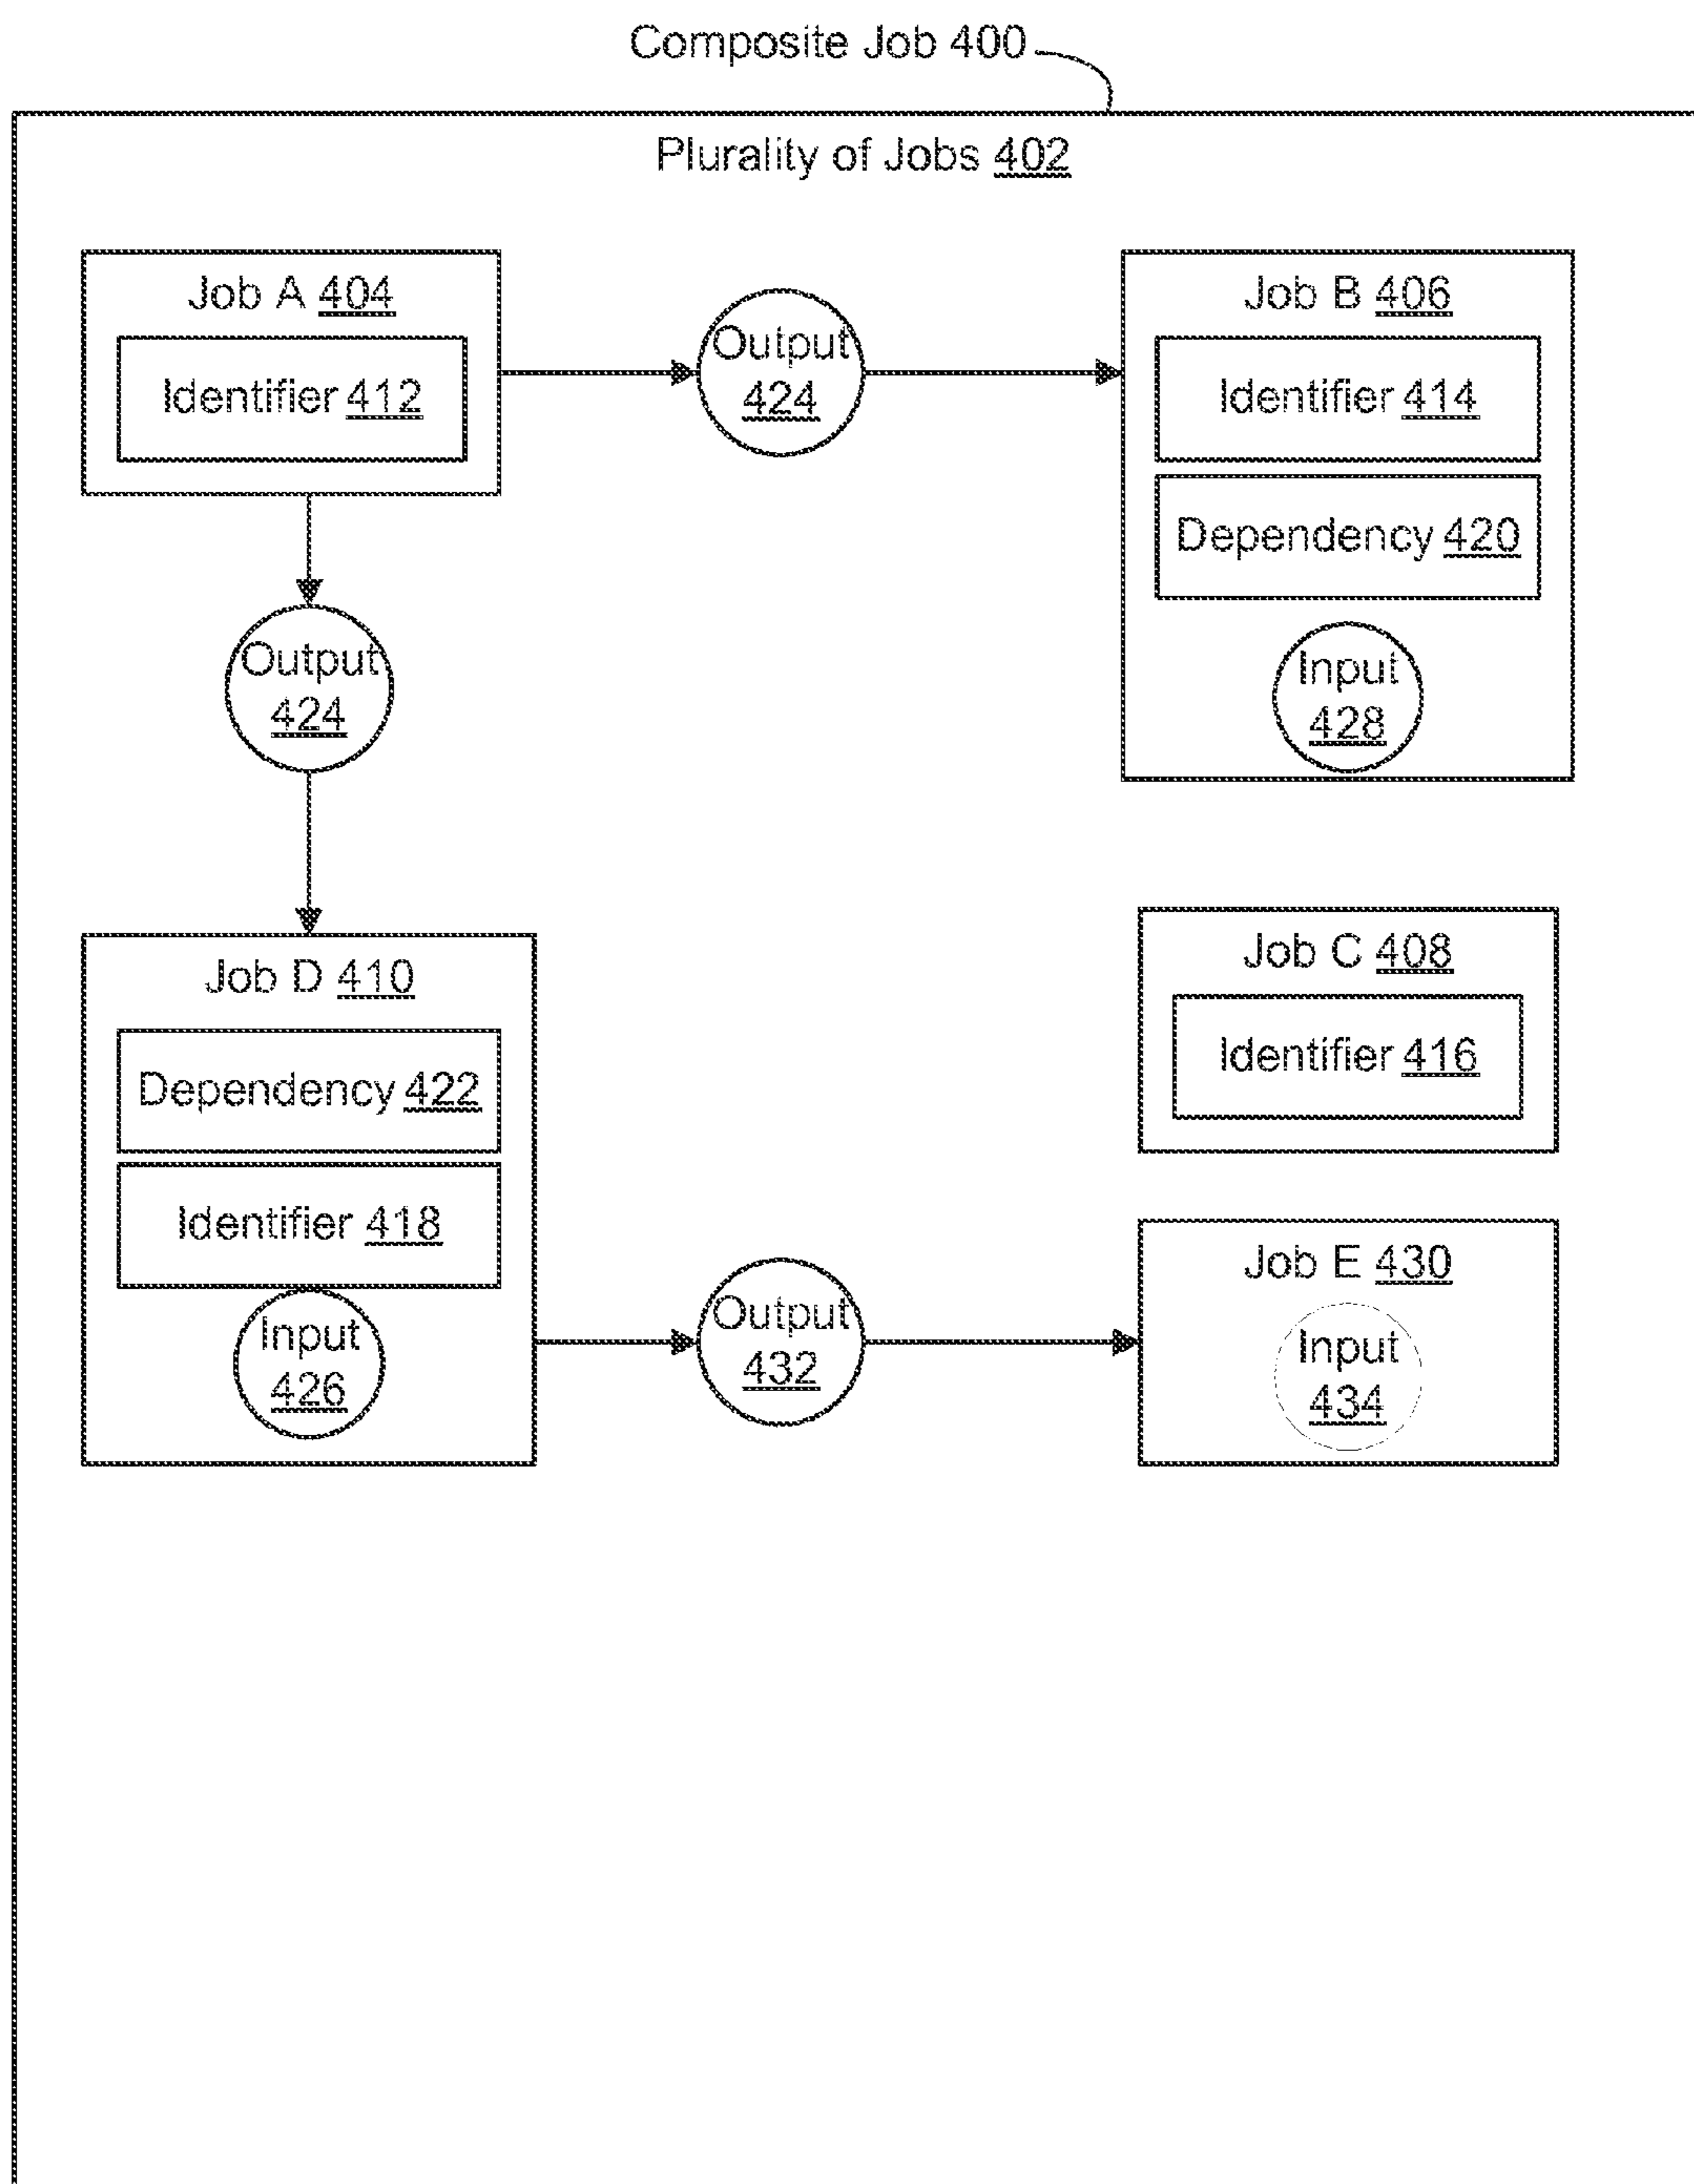 Composite Job 400
Plurality of Jobs 402
Job A 404
Identifier 412
Output
424
Job B 406
Identifier 414
Dependency 420
Input
428
Output
424
Job D 410
Dependency 422
Identifier 418
Input
426
Output
432
Job C 408
Identifier 416
Job E 430
Input
434